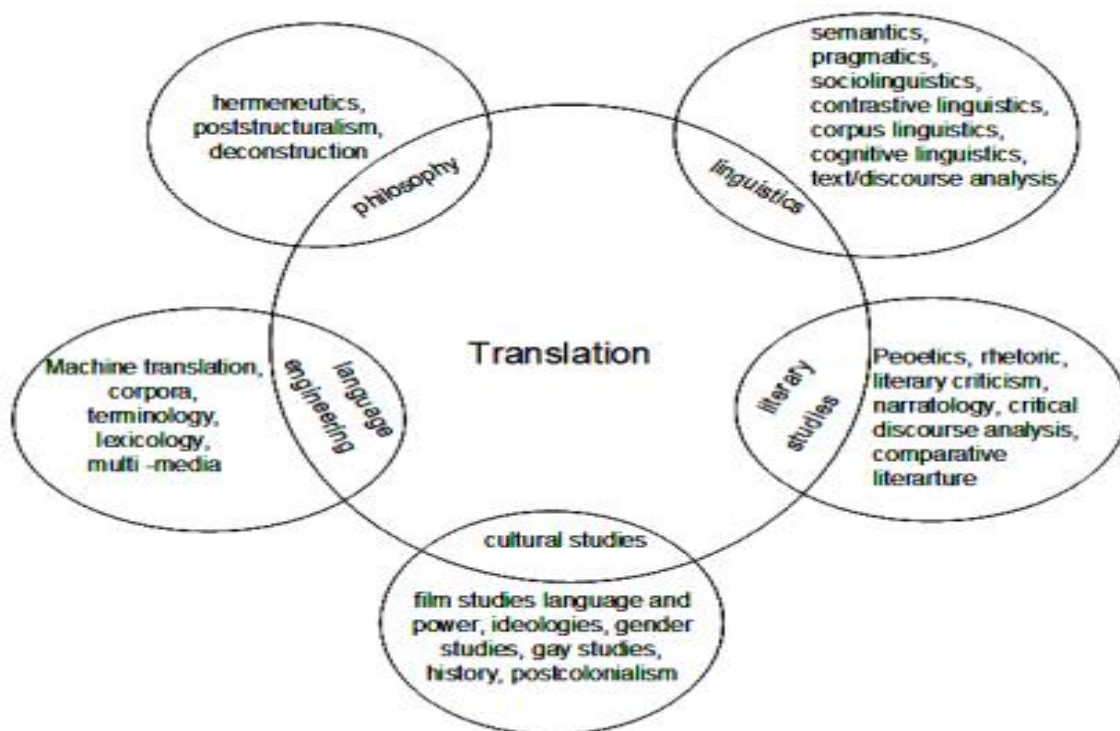 semantics,
pragmatics,
sociolinguistics,
contrastive linguistics,
corpus linguistics,
cognitive linguistics,
text/discourse analysis
linguistics
hermeneutics,
poststructuralism,
deconstruction
philosophy
Translation
Machine translation,
corpora,
terminology,
lexicology,
multi -media
language
engineering
Peoetics, rhetoric,
literary criticism,
narratology, critical
discourse analysis,
comparative
literarture
literary
studies
cultural studies
film studies language and
power, ideologies, gender
studies, gay studies,
history, postcolonialism